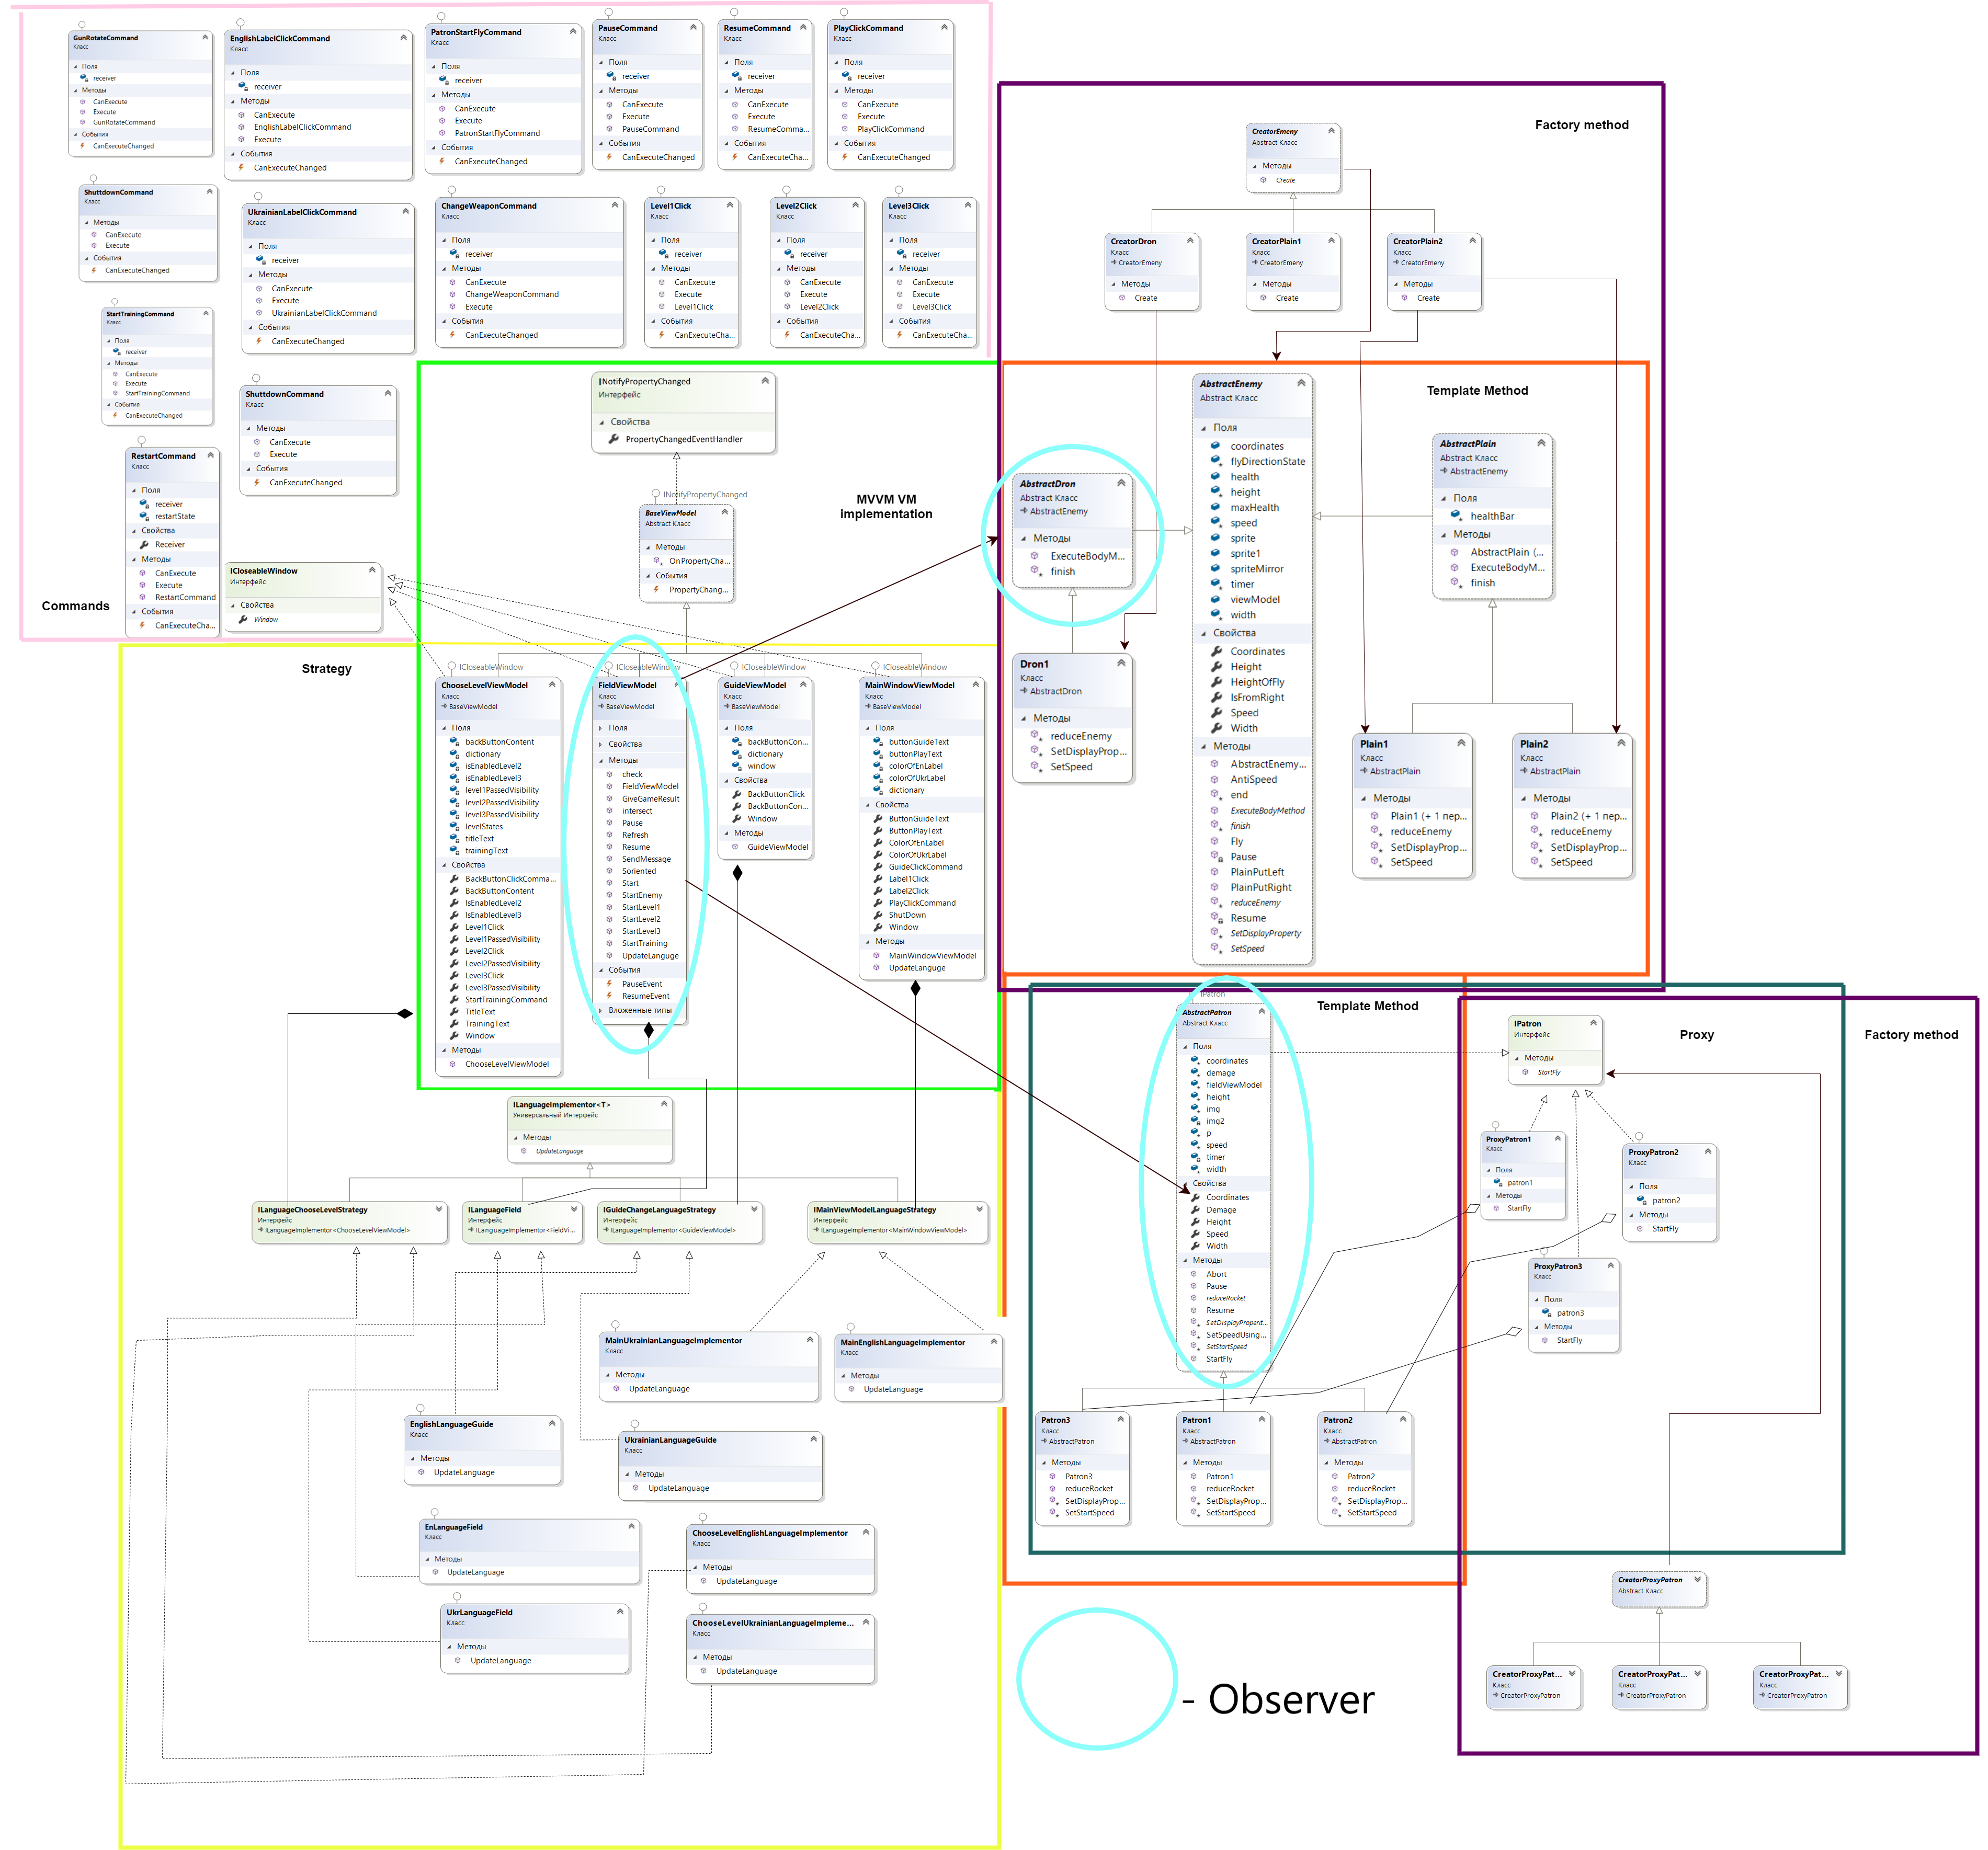 GunRotateCommand
Класс
Поля
receiver
Методы
CanExecute
Execute
GunRotateCommand
События
CanExecuteChanged
EnglishLabelClickCommand
Класс
Поля
receiver
Методы
CanExecute
EnglishLabelClickCommand
Execute
События
CanExecuteChanged
PatronStartFlyCommand
Класс
Поля
receiver
Методы
CanExecute
Execute
PatronStartFlyCommand
События
CanExecuteChanged
PauseCommand
Класс
Поля
receiver
Методы
CanExecute
Execute
PauseCommand
События
CanExecuteChanged
ResumeCommand
Класс
Поля
receiver
Методы
CanExecute
Execute
ResumeComma...
События
CanExecuteCha...
PlayClickCommand
Класс
Поля
receiver
Методы
CanExecute
Execute
PlayClickCommand
События
CanExecuteChanged
ShuttdownCommand
Класс
Методы
CanExecute
Execute
События
CanExecuteChanged
UkrainianLabelClickCommand
Класс
Поля
receiver
Методы
CanExecute
Execute
UkrainianLabelClickCommand
События
CanExecuteChanged
ChangeWeaponCommand
Класс
Поля
receiver
Методы
CanExecute
ChangeWeaponCommand
Execute
События
CanExecuteChanged
Level1Click
Класс
Поля
receiver
Методы
CanExecute
Execute
Level1Click
События
CanExecuteCha...
Level2Click
Класс
Поля
receiver
Методы
CanExecute
Execute
Level2Click
События
CanExecuteCha...
Level3Click
Класс
Поля
receiver
Методы
CanExecute
Execute
Level3Click
События
CanExecuteCha...
StartTrainingCommand
Класс
Поля
receiver
Методы
CanExecute
Execute
StartTrainingCommand
События
CanExecuteChanged
ShuttdownCommand
Класс
Методы
CanExecute
Execute
События
CanExecuteChanged
RestartCommand
Класс
Поля
receiver
restartState
Свойства
Receiver
Методы
CanExecute
Execute
RestartCommand
События
CanExecuteCha...
ICloseableWindow
Интерфейс
Свойства
Window
Commands
Factory method
CreatorEmeny
Abstract Класс
Методы
Create
CreatorDron
Класс
CreatorEmeny
Методы
Create
CreatorPlain1
Класс
CreatorEmeny
Методы
Create
CreatorPlain2
Класс
CreatorEmeny
Методы
Create
INotifyPropertyChanged
Интерфейс
Свойства
PropertyChangedEventHandler
INotifyPropertyChanged
BaseViewModel
Abstract Класс
Методы
OnPropertyCha...
События
PropertyChang...
MVVM VM
implementation
Template Method
AbstractDron
Abstract Класс
AbstractEnemy
Методы
ExecuteBodyM...
finish
AbstractEnemy
Abstract Класс
Поля
coordinates
flyDirectionState
health
height
maxHealth
speed
sprite
sprite1
spriteMirror
timer
viewModel
width
Свойства
Coordinates
Height
HeightOfFly
IsFromRight
Speed
Width
Методы
AbstractEnemy...
AntiSpeed
end
ExecuteBodyMethod
finish
Fly
Pause
PlainPutLeft
PlainPutRight
reduceEnemy
Resume
SetDisplayProperty
SetSpeed
AbstractPlain
Abstract Класс
AbstractEnemy
Поля
healthBar
Методы
AbstractPlain (...
ExecuteBodyM...
finish
Dron1
Класс
AbstractDron
Методы
reduceEnemy
SetDisplayProp...
SetSpeed
Plain1
Класс
AbstractPlain
Методы
Plain1 (+ 1 пер...
reduceEnemy
SetDisplayProp...
SetSpeed
Plain2
Класс
AbstractPlain
Методы
Plain2 (+ 1 пер...
reduceEnemy
SetDisplayProp...
SetSpeed
Strategy
ICloseableWindow
ChooseLevelViewModel
Класс
BaseViewModel
Поля
backButtonContent
dictionary
isEnabledLevel2
isEnabledLevel3
level1PassedVisibility
level2PassedVisibility
level3PassedVisibility
levelStates
titleText
trainingText
Свойства
BackButtonClickComma...
BackButtonContent
IsEnabledLevel2
IsEnabledLevel3
Level1Click
Level1PassedVisibility
Level2Click
Level2PassedVisibility
Level3Click
Level3PassedVisibility
StartTrainingCommand
TitleText
TrainingText
Window
Методы
ChooseLevelViewModel
ICloseableWindow
FieldViewModel
Класс
BaseViewModel
Поля
Свойства
Методы
check
FieldViewModel
GiveGameResult
intersect
Pause
Refresh
Resume
SendMessage
Soriented
Start
StartEnemy
StartLevel1
StartLevel2
StartLevel3
StartTraining
UpdateLanguge
События
PauseEvent
ResumeEvent
Вложенные типы
ICloseableWindow
GuideViewModel
Класс
BaseViewModel
Поля
backButtonCon...
dictionary
window
Свойства
BackButtonClick
BackButtonCon...
Window
Методы
GuideViewModel
ICloseableWindow
MainWindowViewModel
Класс
BaseViewModel
Поля
buttonGuideText
buttonPlayText
colorOfEnLabel
colorOfUkrLabel
dictionary
Свойства
ButtonGuideText
ButtonPlayText
ColorOfEnLabel
ColorOfUkrLabel
GuideClickCommand
Label1Click
Label2Click
PlayClickCommand
ShutDown
Window
Методы
MainWindowViewModel
UpdateLanguge
ILanguageImplementor<T>
Универсальный Интерфейс
Методы
UpdateLanguage
ILanguageChooseLevelStrategy
Интерфейс
ILanguageImplementor<ChooseLevelViewModel>
ILanguageField
Интерфейс
ILanguageImplementor<FieldVi...
IGuideChangeLanguageStrategy
Интерфейс
ILanguageImplementor<GuideViewModel>
IMainViewModelLanguageStrategy
Интерфейс
ILanguageImplementor<MainWindowViewModel>
MainUkrainianLanguageImplementor
Класс
Методы
UpdateLanguage
MainEnglishLanguageImplementor
Класс
Методы
UpdateLanguage
EnglishLanguageGuide
Класс
Методы
UpdateLanguage
UkrainianLanguageGuide
Класс
Методы
UpdateLanguage
EnLanguageField
Класс
Методы
UpdateLanguage
ChooseLevelEnglishLanguageImplementor
Класс
Методы
UpdateLanguage
UkrLanguageField
Класс
Методы
UpdateLanguage
ChooseLevelUkrainianLanguageImpleme...
Класс
Методы
UpdateLanguage
IPatron
AbstractPatron
Abstract Класс
Поля
coordinates
demage
fieldViewModel
height
img
img2
p
speed
timer
width
Свойства
Coordinates
Demage
Height
Speed
Width
Методы
Abort
Pause
reduceRocket
Resume
SetDisplayPropert...
SetSpeedUsing...
SetStartSpeed
StartFly
Template Method
Patron3
Класс
AbstractPatron
Методы
Patron3
reduceRocket
SetDisplayProp...
SetStartSpeed
Patron1
Класс
AbstractPatron
Методы
Patron1
reduceRocket
SetDisplayProp...
SetStartSpeed
Patron2
Класс
AbstractPatron
Методы
Patron2
reduceRocket
SetDisplayProp...
SetStartSpeed
IPatron
Интерфейс
Методы
StartFly
Proxy
Factory method
ProxyPatron1
Класс
Поля
patron1
Методы
StartFly
ProxyPatron2
Класс
Поля
patron2
Методы
StartFly
ProxyPatron3
Класс
Поля
patron3
Методы
StartFly
CreatorProxyPatron
Abstract Класс
CreatorProxyPat...
Класс
CreatorProxyPatron
CreatorProxyPat...
Класс
CreatorProxyPatron
CreatorProxyPat...
Класс
CreatorProxyPatron
- Observer